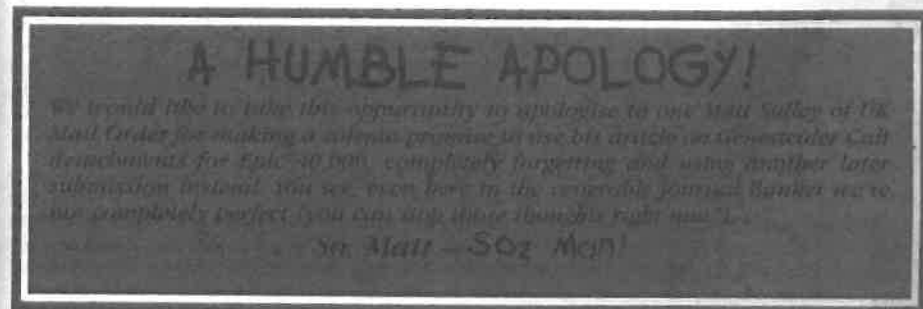 A HUMBLE APOLOGY!
We would like to take this opportunity to apologise to one Matt Sulley of UK
Mail Order for making a solemn promise to use his article on Genestealer Cult
detachments for Epic 40,000, completely forgetting and using another later
submission instead. You see, even here in the venerable Journal Bunker we're
not completely perfect (you can stop those thoughts right now!)...
So, Matt – SOz Man!